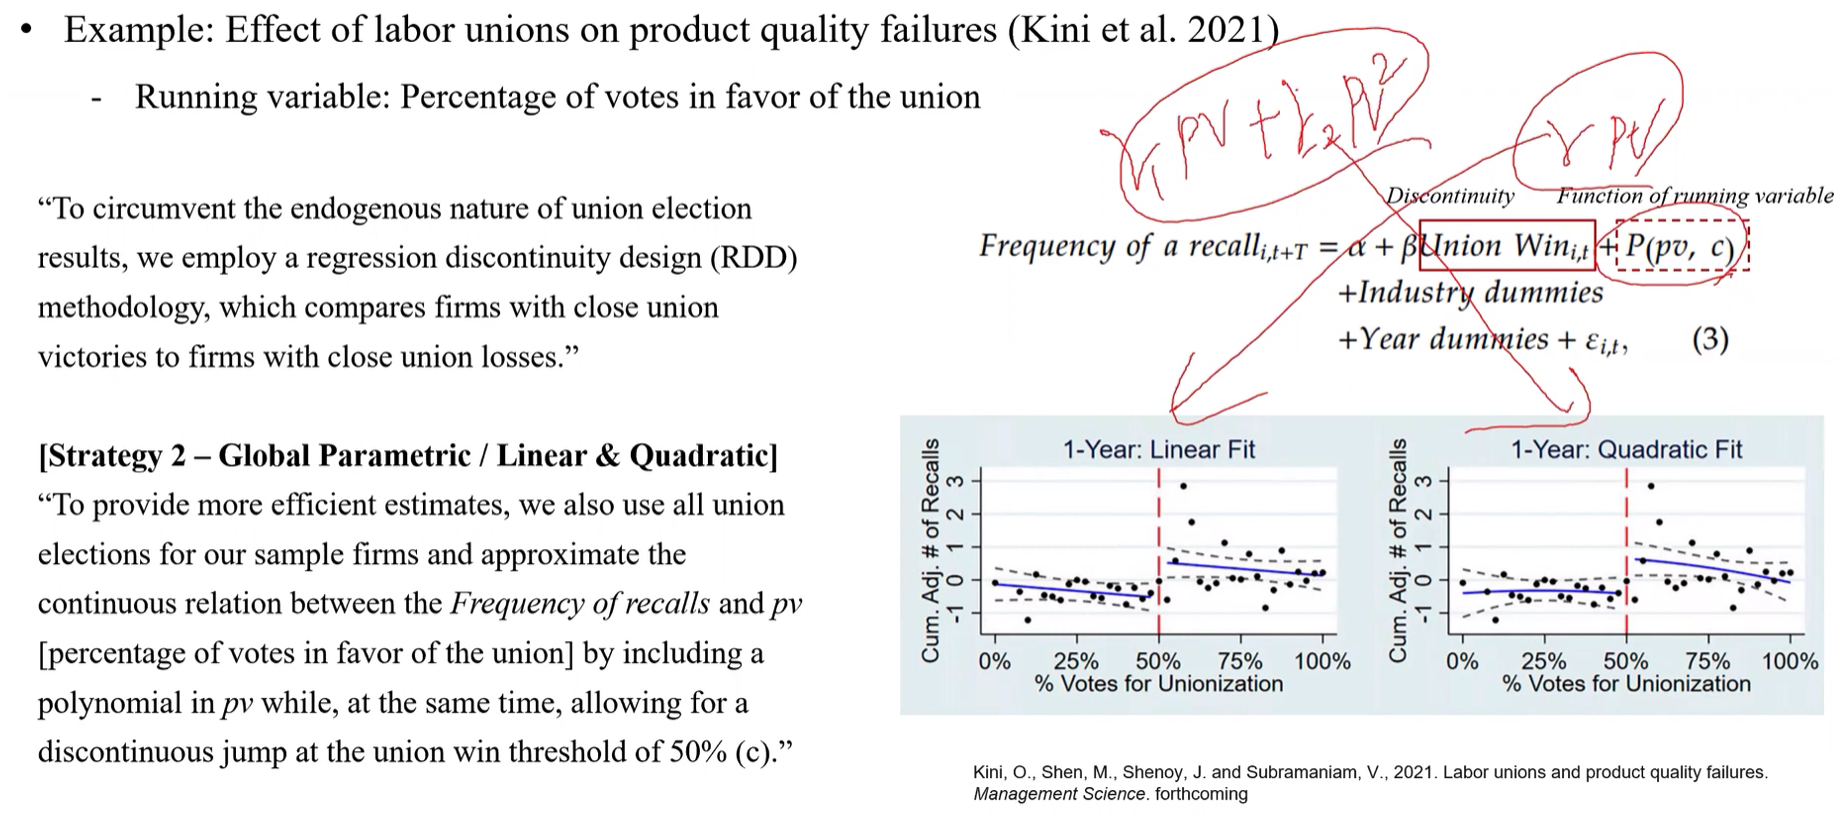 • Example: Effect of labor unions on product quality failures (Kini et al. 2021)
- Running variable: Percentage of votes in favor of the union
“To circumvent the endogenous nature of union election
results, we employ a regression discontinuity design (RDD)
methodology, which compares firms with close union
victories to firms with close union losses.”
[Strategy 2 – Global Parametric / Linear & Quadratic]
“To provide more efficient estimates, we also use all union
elections for our sample firms and approximate the
continuous relation between the Frequency of recalls and pv
[percentage of votes in favor of the union] by including a
polynomial in pv while, at the same time, allowing for a
discontinuous jump at the union win threshold of 50% (c).”
γ₁ PV + γ₂ PV²
γ PV
Discontinuity Function of running variable
Frequency of a recall_{i,t+T} = α + βUnion Win_{i,t} + P(pv, c)
+Industry dummies
+Year dummies + ε_{i,t}, (3)
1-Year: Linear Fit
Cum. Adj. # of Recalls
3
2
1
0
-1
0% 25% 50% 75% 100%
% Votes for Unionization
1-Year: Quadratic Fit
Cum. Adj. # of Recalls
3
2
1
0
-1
0% 25% 50% 75% 100%
% Votes for Unionization
Kini, O., Shen, M., Shenoy, J. and Subramaniam, V., 2021. Labor unions and product quality failures.
Management Science. forthcoming